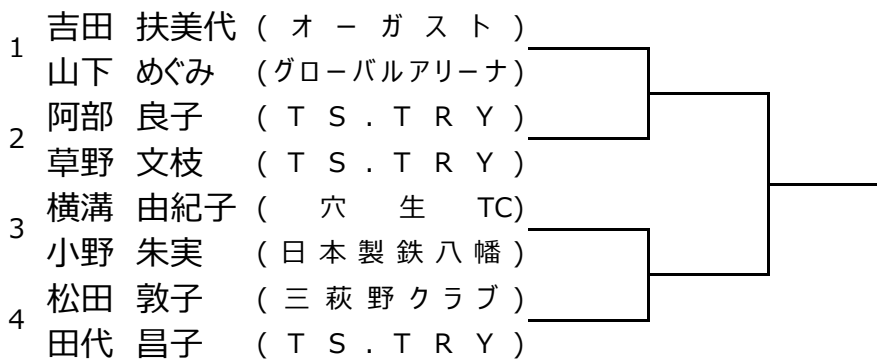 1
吉田 扶美代 (オーガスト)
山下 めぐみ (グローバルアリーナ)
2
阿部 良子 (TS.TRY)
草野 文枝 (TS.TRY)
3
横溝 由紀子 (穴生TC)
小野 朱実 (日本製鉄八幡)
4
松田 敦子 (三萩野クラブ)
田代 昌子 (TS.TRY)